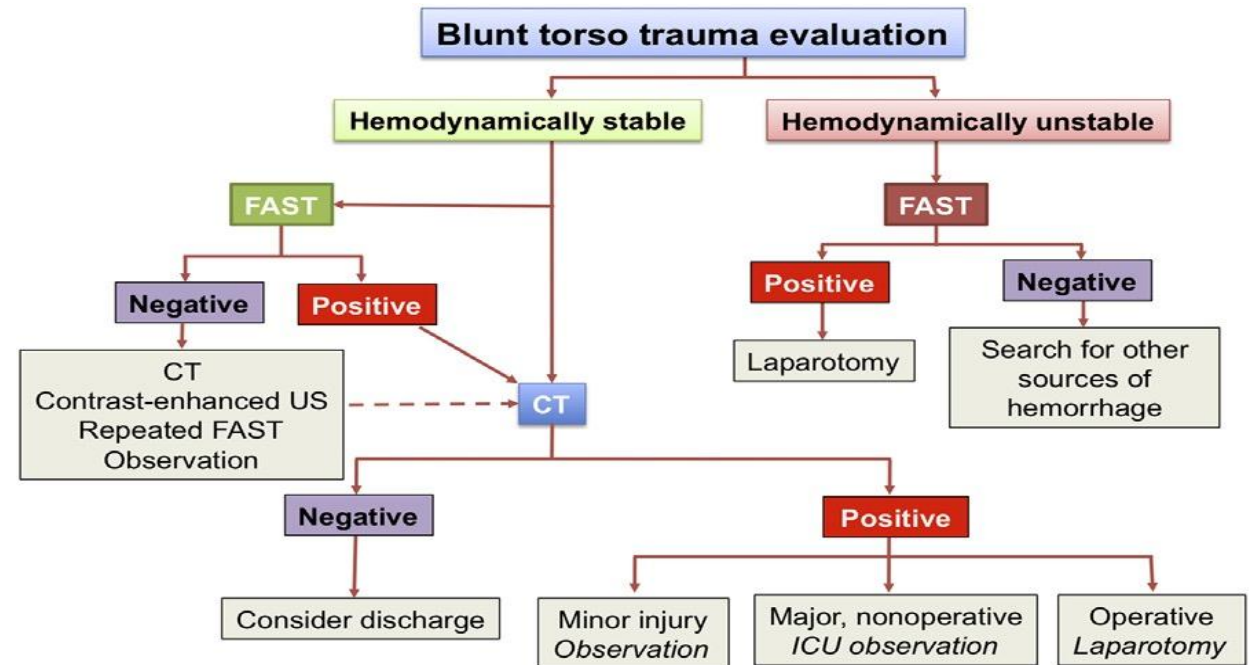 Blunt torso trauma evaluation
Hemodynamically stable
Hemodynamically unstable
FAST
FAST
Negative
Positive
Positive
Negative
CT
Contrast-enhanced US
Repeated FAST
Observation
CT
Laparotomy
Search for other
sources of
hemorrhage
Negative
Positive
Consider discharge
Minor injury
Observation
Major, nonoperative
ICU observation
Operative
Laparotomy